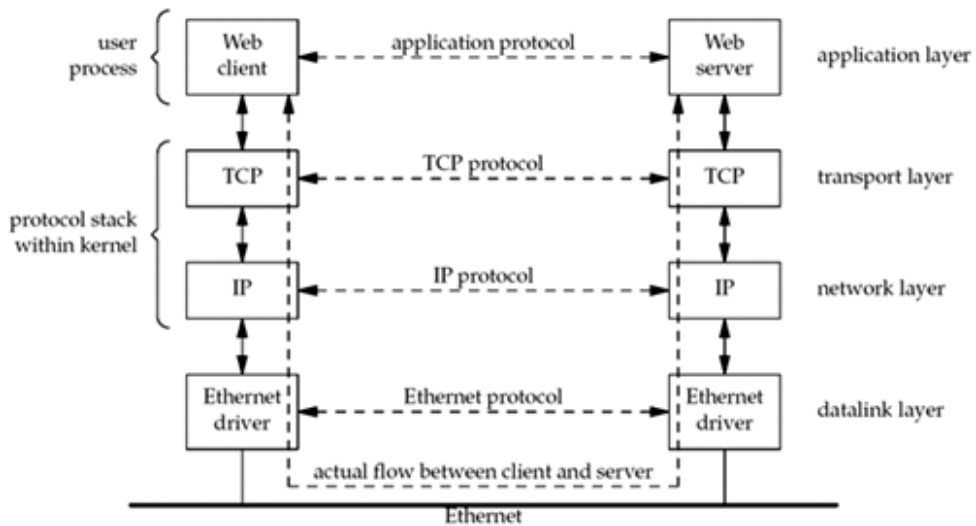 user
process
Web
client
application protocol
Web
server
application layer
TCP
TCP protocol
TCP
transport layer
protocol stack
within kernel
IP
IP protocol
IP
network layer
Ethernet
driver
Ethernet protocol
Ethernet
driver
datalink layer
actual flow between client and server
Ethernet